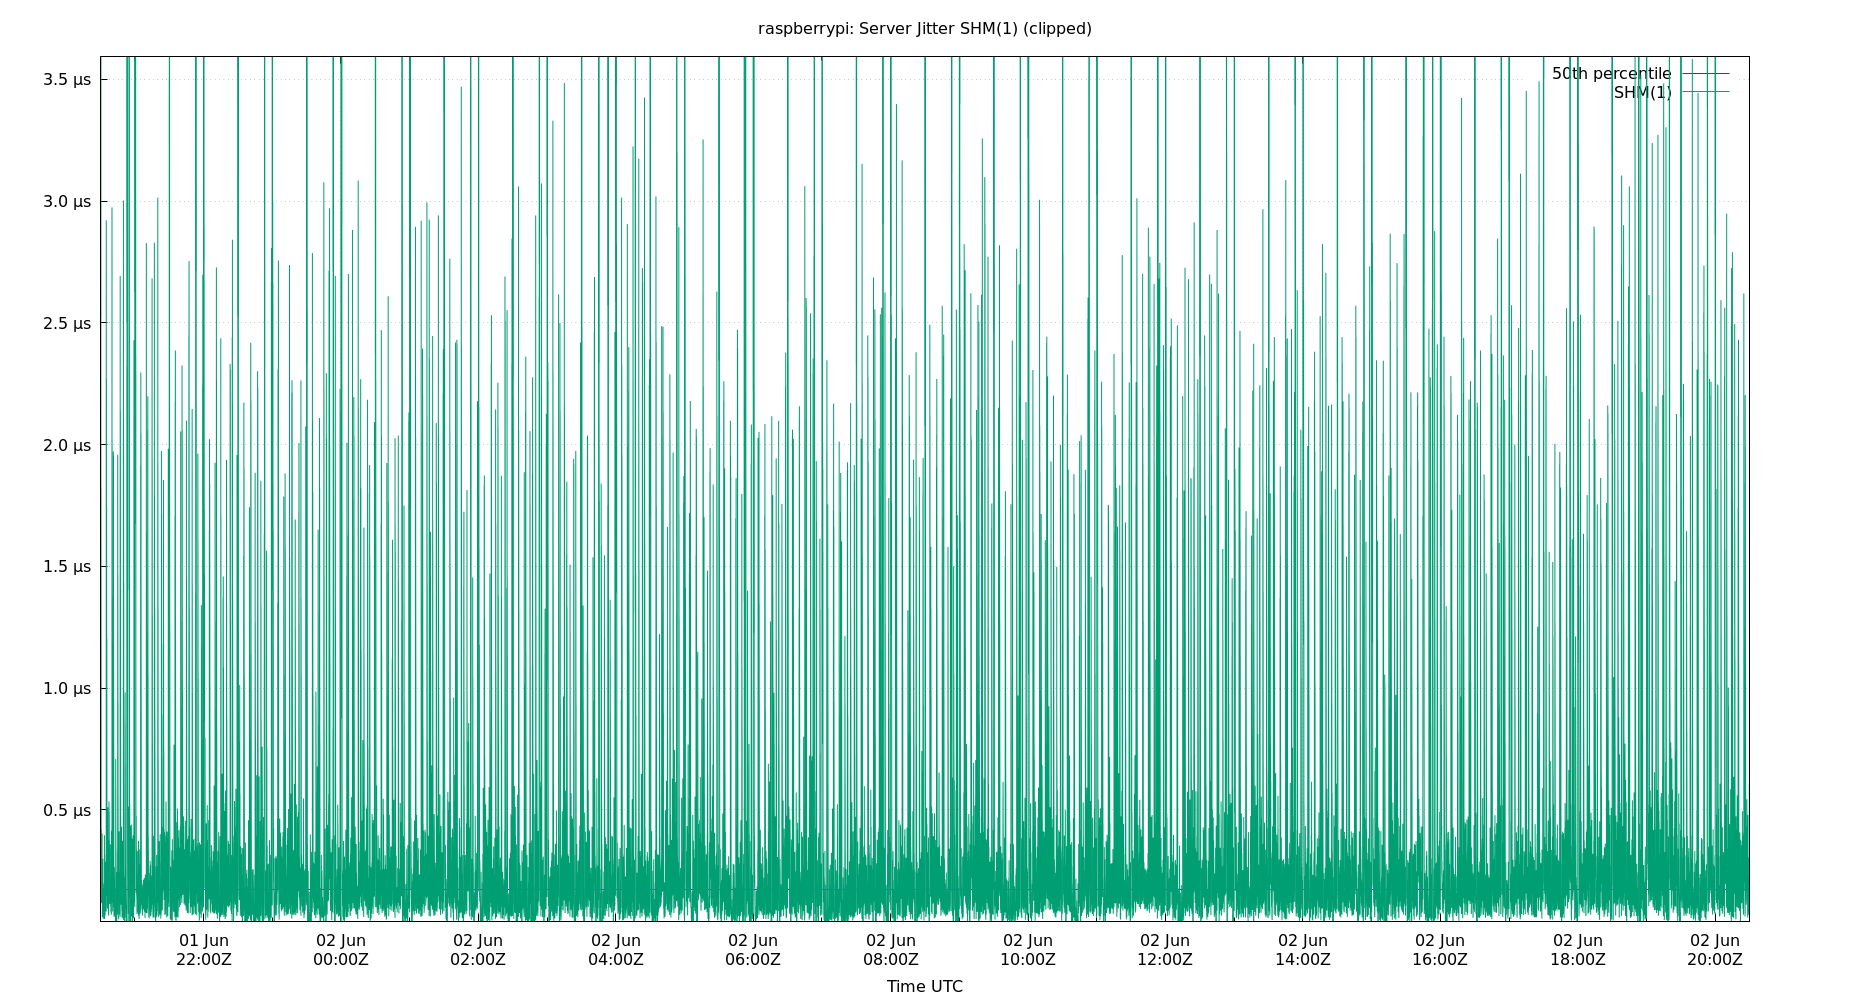 raspberrypi: Server Jitter SHM(1) (clipped)
50th percentile
SHM(1)
3.5 µs
3.0 µs
2.5 µs
2.0 µs
1.5 µs
1.0 µs
0.5 µs
01 Jun 02 Jun 02 Jun 02 Jun 02 Jun 02 Jun 02 Jun 02 Jun 02 Jun 02 Jun 02 Jun 02 Jun
22:00Z 00:00Z 02:00Z 04:00Z 06:00Z 08:00Z 10:00Z 12:00Z 14:00Z 16:00Z 18:00Z 20:00Z
Time UTC